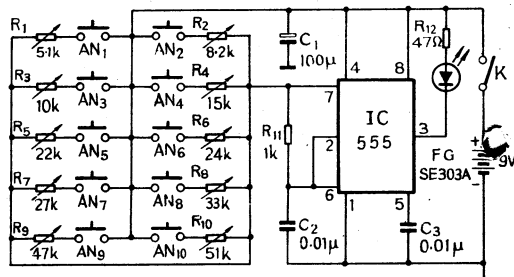 R1 5.1k AN1 AN2 R2 8.2k
R3 10k AN3 AN4 R4 15k
R5 22k AN5 AN6 R6 24k
R7 27k AN7 AN8 R8 33k
R9 47k AN9 AN10 R10 51k
C1 100μ
R11 1k
C2 0.01μ
IC 555
4 8
7
2
6
3
1 5
C3 0.01μ
R12 47Ω
FG SE303A
K
+
9V
-